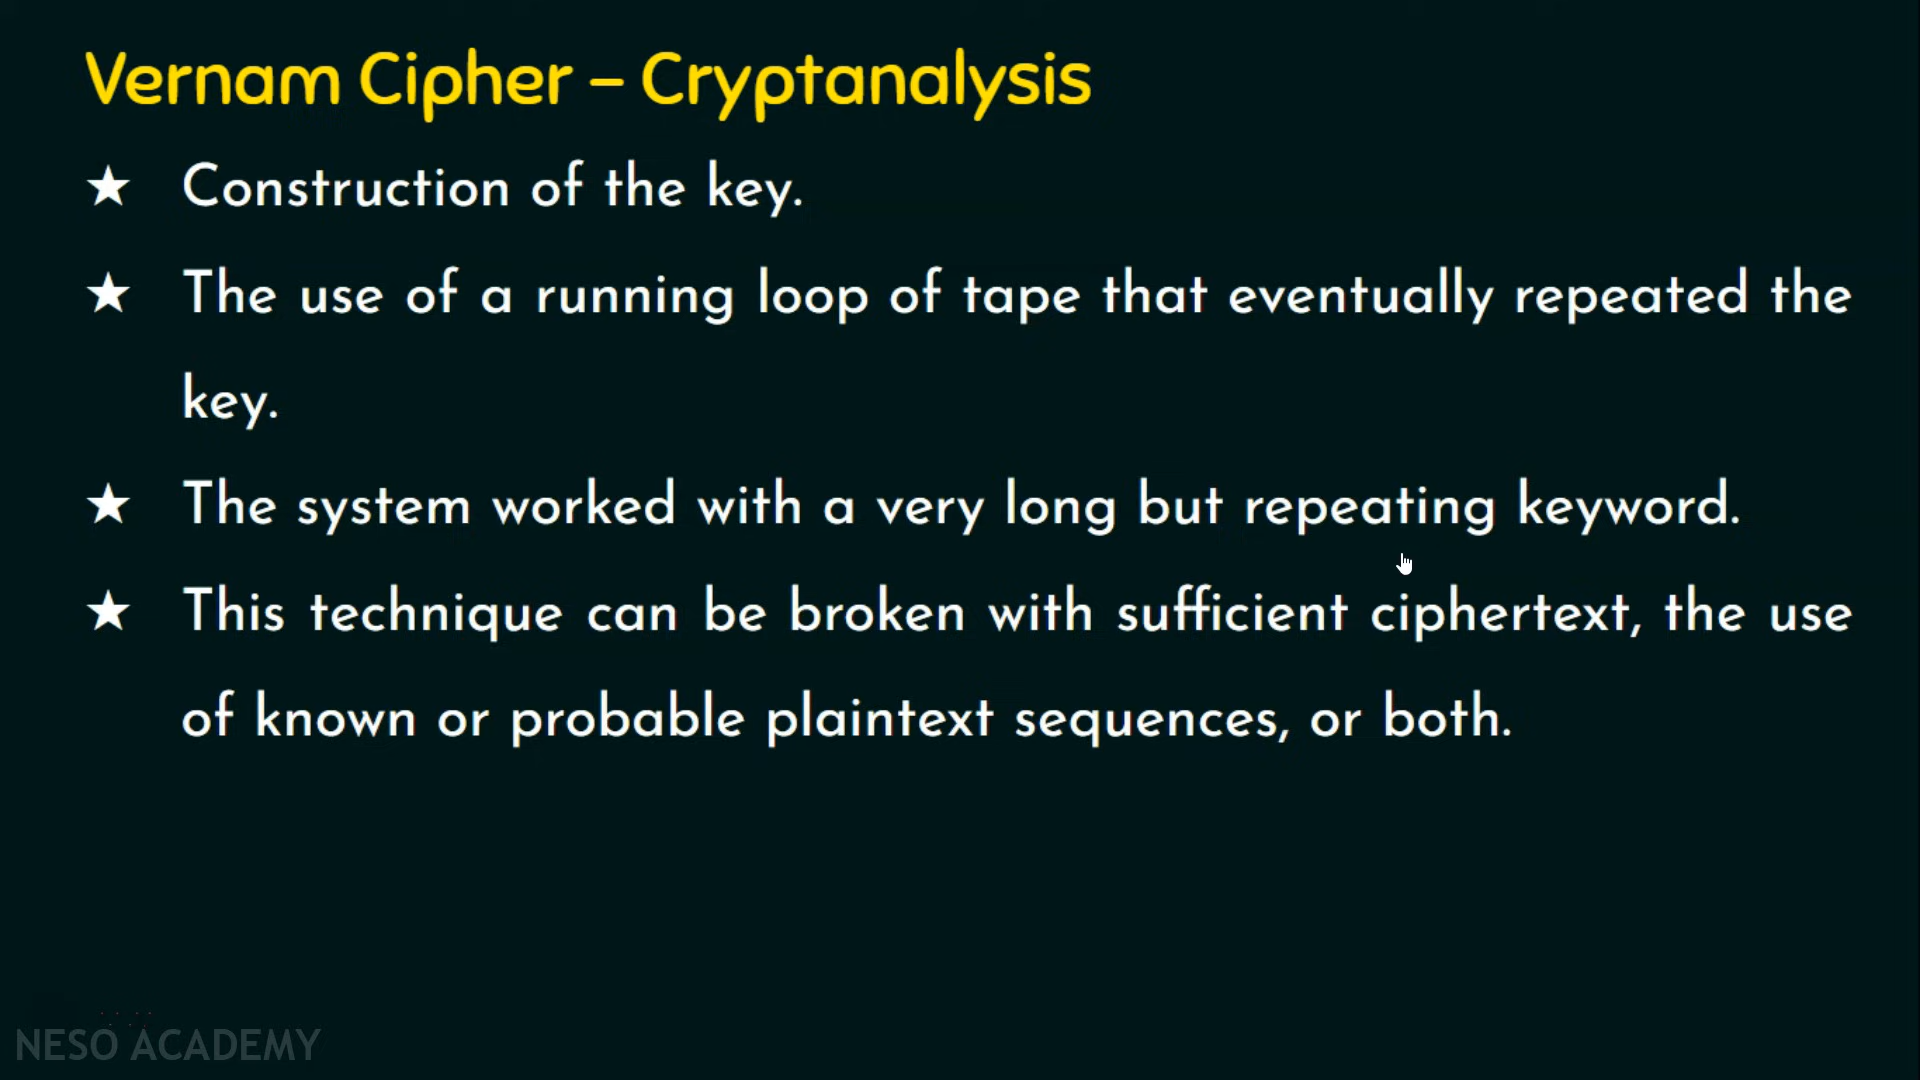 Vernam Cipher – Cryptanalysis
★ Construction of the key.
★ The use of a running loop of tape that eventually repeated the
key.
★ The system worked with a very long but repeating keyword.
★ This technique can be broken with sufficient ciphertext, the use
of known or probable plaintext sequences, or both.
NESO ACADEMY